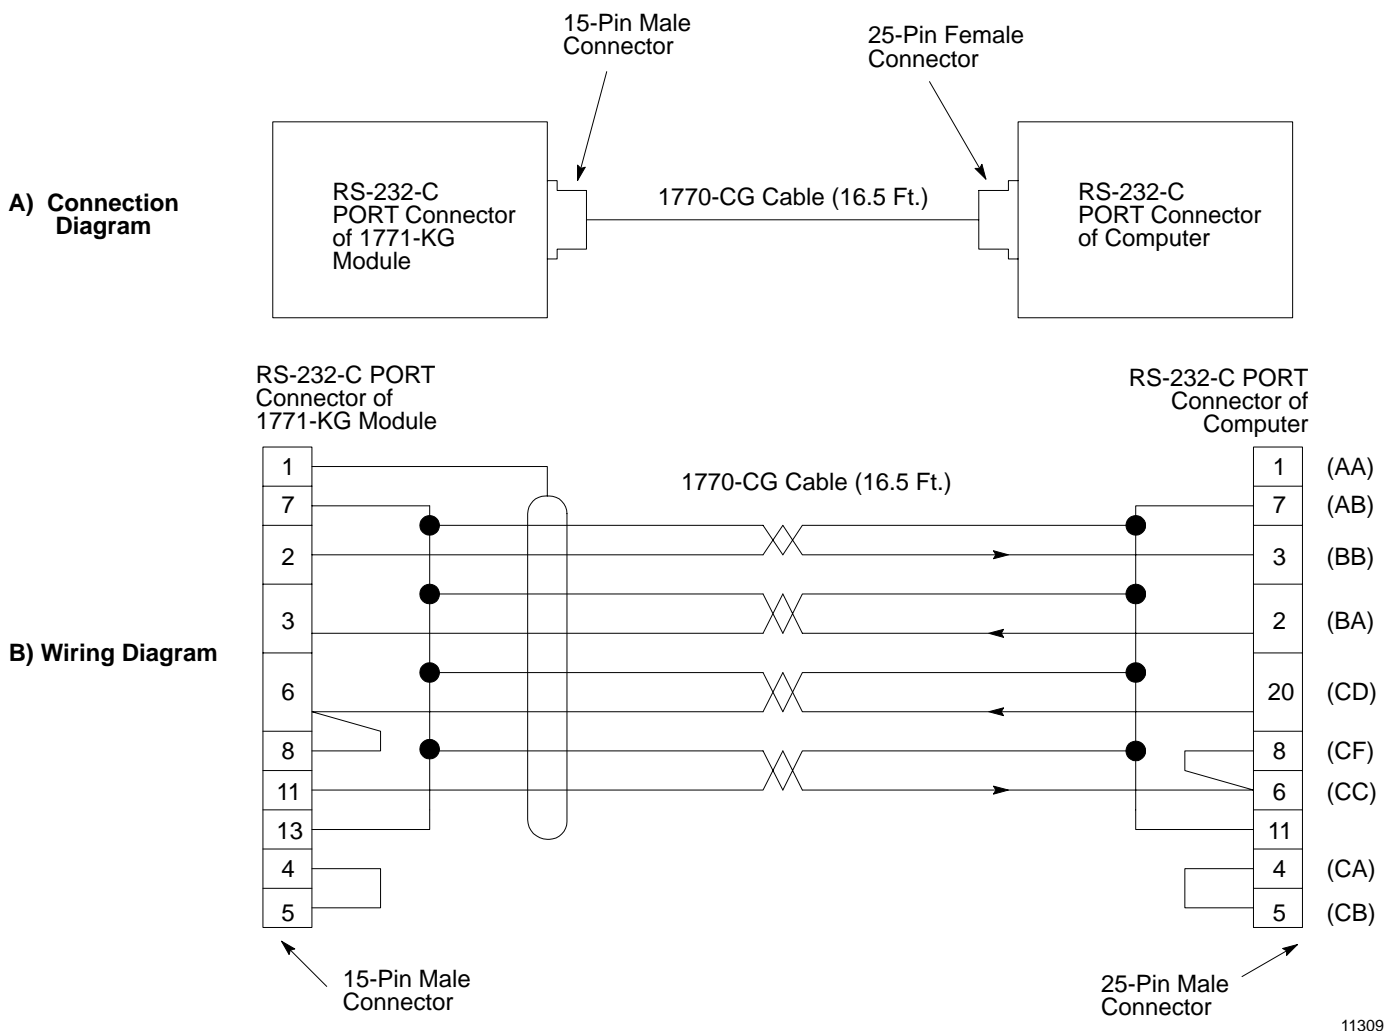 15-Pin Male
Connector
25-Pin Female
Connector
A) Connection
Diagram
RS-232-C
PORT Connector
of 1771-KG
Module
1770-CG Cable (16.5 Ft.)
RS-232-C
PORT Connector
of Computer
RS-232-C PORT
Connector of
1771-KG Module
RS-232-C PORT
Connector of
Computer
B) Wiring Diagram
1770-CG Cable (16.5 Ft.)
1
7
2
3
6
8
11
13
4
5
1 (AA)
7 (AB)
3 (BB)
2 (BA)
20 (CD)
8 (CF)
6 (CC)
11
4 (CA)
5 (CB)
15-Pin Male
Connector
25-Pin Male
Connector
11309